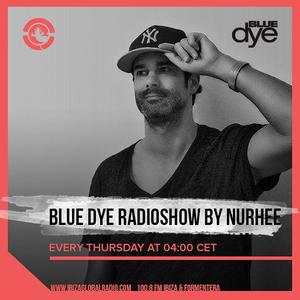 BLUE
dye
NY
BLUE DYE RADIOSHOW BY NURHEE
EVERY THURSDAY AT 04:00 CET
WWW.IBIZAGLOBALRADIO.COM 100.8 FM IBIZA & FORMENTERA